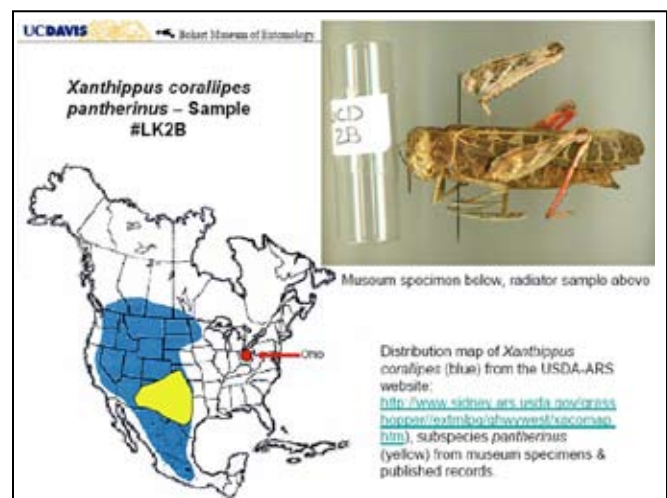 UCDAVIS Bohart Museum of Entomology
Xanthippus corallipes
pantherinus – Sample
#LK2B
UCD
2B
Museum specimen below, radiator sample above
Ohio
Distribution map of Xanthippus
corallipes (blue) from the USDA-ARS
website:
http://www.sidney.ars.usda.gov/grass
hopper//extmlpg/ghwywest/xacomap.
htm), subspecies pantherinus
(yellow) from museum specimens &
published records.